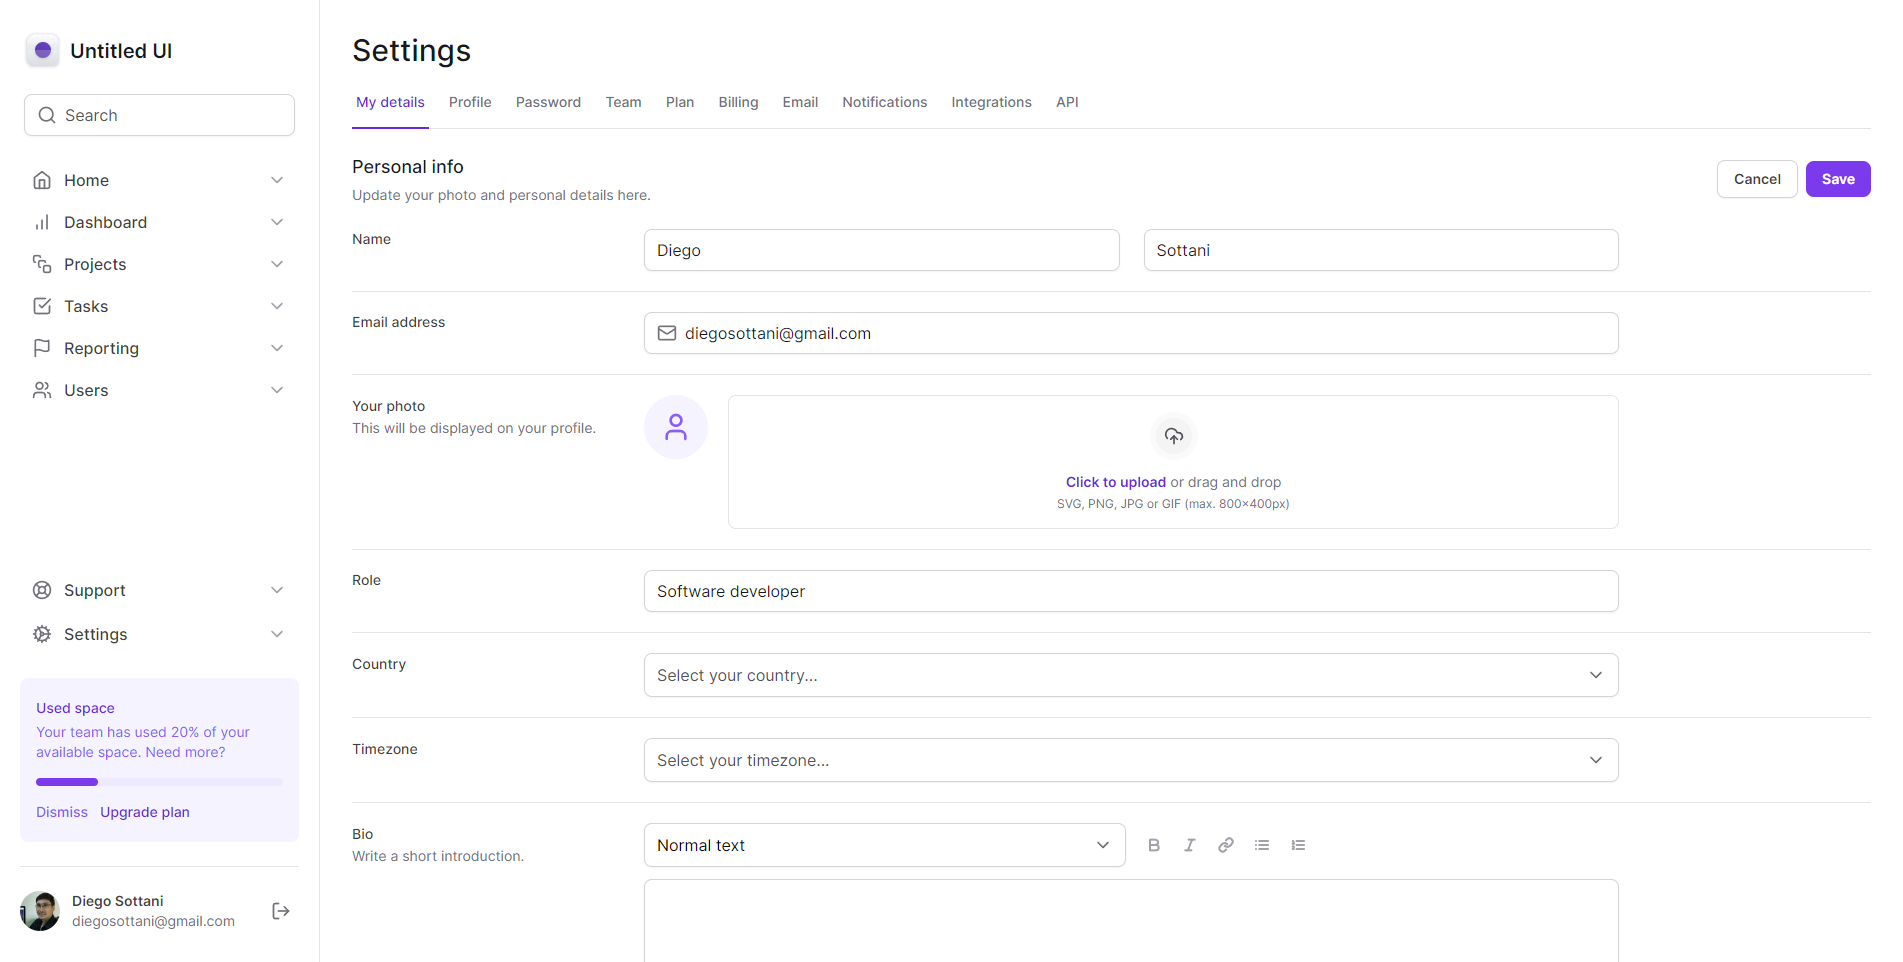 Untitled UI
Search
Home
Dashboard
Projects
Tasks
Reporting
Users
Support
Settings
Used space
Your team has used 20% of your
available space. Need more?
Dismiss Upgrade plan
Diego Sottani
diegosottani@gmail.com
Settings
My details Profile Password Team Plan Billing Email Notifications Integrations API
Personal info
Update your photo and personal details here.
Cancel Save
Name
Diego Sottani
Email address
diegosottani@gmail.com
Your photo
This will be displayed on your profile.
Click to upload or drag and drop
SVG, PNG, JPG or GIF (max. 800×400px)
Role
Software developer
Country
Select your country...
Timezone
Select your timezone...
Bio
Write a short introduction.
Normal text